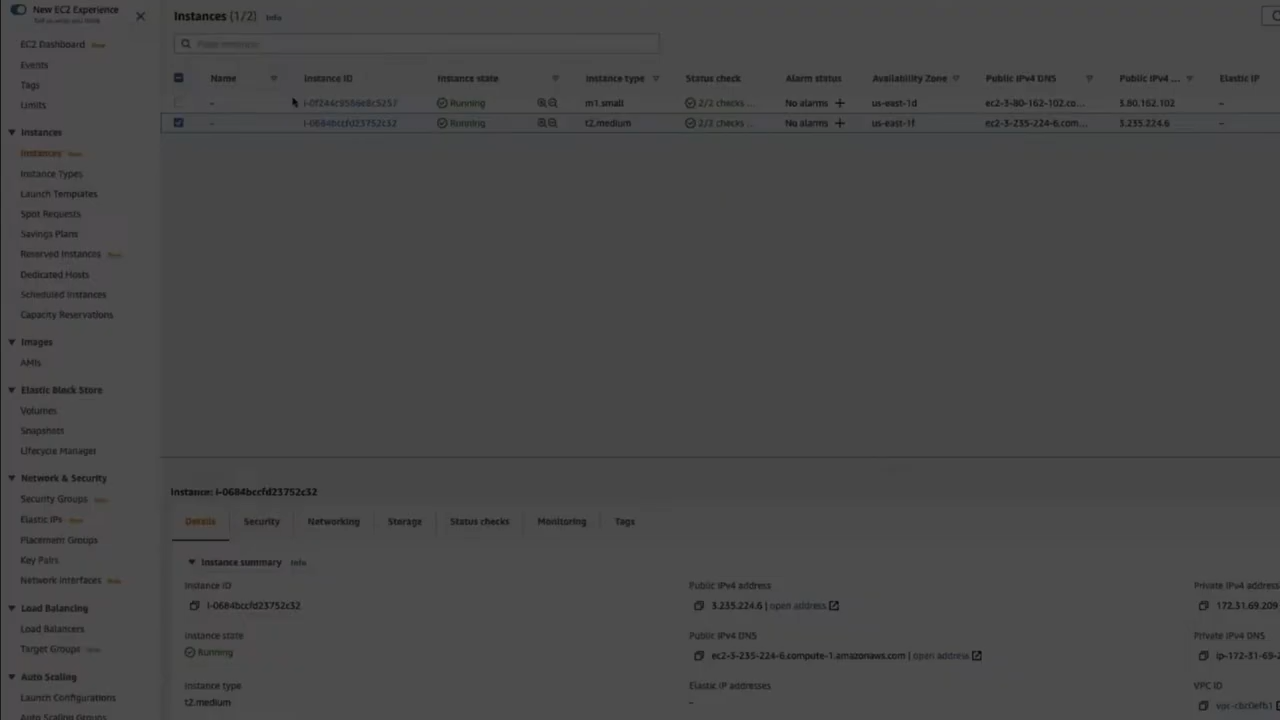 New EC2 Experience
Tell us what you think
EC2 Dashboard New
Events
Tags
Limits
Instances
Instances New
Instance Types
Launch Templates
Spot Requests
Savings Plans
Reserved Instances New
Dedicated Hosts
Scheduled Instances
Capacity Reservations
Images
AMIs
Elastic Block Store
Volumes
Snapshots
Lifecycle Manager
Network & Security
Security Groups New
Elastic IPs New
Placement Groups
Key Pairs
Network Interfaces New
Load Balancing
Load Balancers
Target Groups New
Auto Scaling
Launch Configurations
Auto Scaling Groups
Instances (1/2) Info
Filter instances
Name Instance ID Instance state Instance type Status check Alarm status Availability Zone Public IPv4 DNS Public IPv4 ... Elastic IP
– Running m1.small 2/2 checks ... No alarms + us-east-1d ec2-3-80-162-102.co... 3.80.162.102 –
– i-0684bccfd23752c32 Running t2.medium 2/2 checks ... No alarms + us-east-1f ec2-3-235-224-6.com... 3.235.224.6 –
Instance: i-0684bccfd23752c32
Details Security Networking Storage Status checks Monitoring Tags
Instance summary Info
Instance ID Public IPv4 address Private IPv4 address
i-0684bccfd23752c32 3.235.224.6 | open address 172.31.69.209
Instance state Public IPv4 DNS Private IPv4 DNS
Running ec2-3-235-224-6.compute-1.amazonaws.com | open address ip-172-31-69-2
Instance type Elastic IP addresses VPC ID
t2.medium –